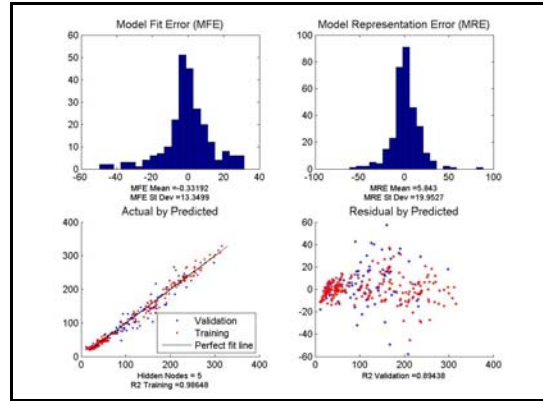 Model Fit Error (MFE)
60
50
40
30
20
10
0
-60 -40 -20 0 20 40
MFE Mean =-0.33192
MFE St Dev =13.3499
Model Representation Error (MRE)
100
80
60
40
20
0
-100 -50 0 50 100
MRE Mean =5.843
MRE St Dev =19.9527
Actual by Predicted
400
300
200
100
0
0 100 200 300 400
Validation
Training
Perfect fit line
Hidden Nodes = 5
R2 Training =0.98648
Residual by Predicted
60
40
20
0
-20
-40
-60
0 100 200 300 400
R2 Validation =0.89438